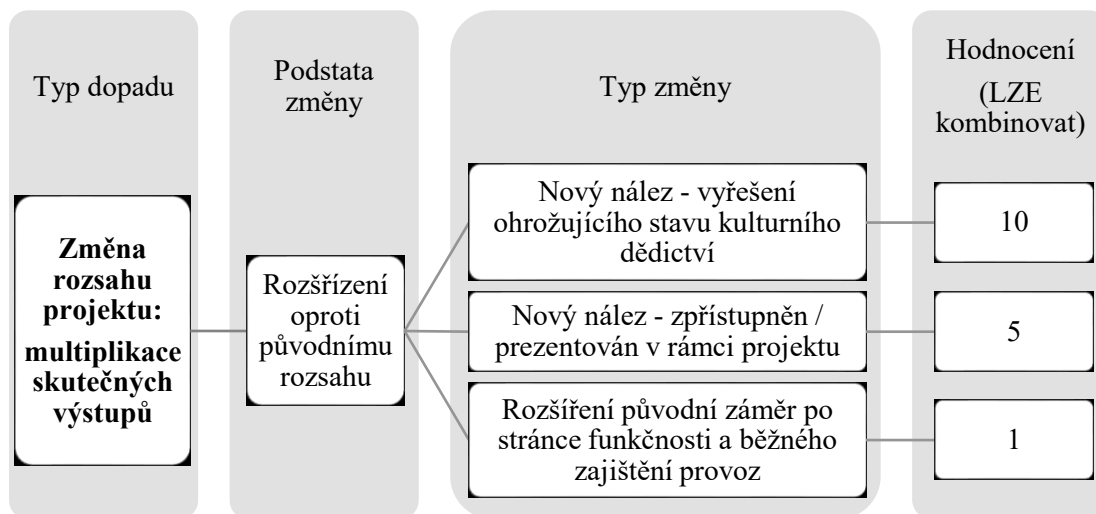 Typ dopadu
Podstata
změny
Typ změny
Hodnocení
(LZE
kombinovat)
Změna
rozsahu
projektu:
multiplikace
skutečných
výstupů
Rozšřízení
oproti
původnímu
rozsahu
Nový nález - vyřešení
ohrožujícího stavu kulturního
dědictví
10
Nový nález - zpřístupněn /
prezentován v rámci projektu
5
Rozšíření původní záměr po
stránce funkčnosti a běžného
zajištění provoz
1